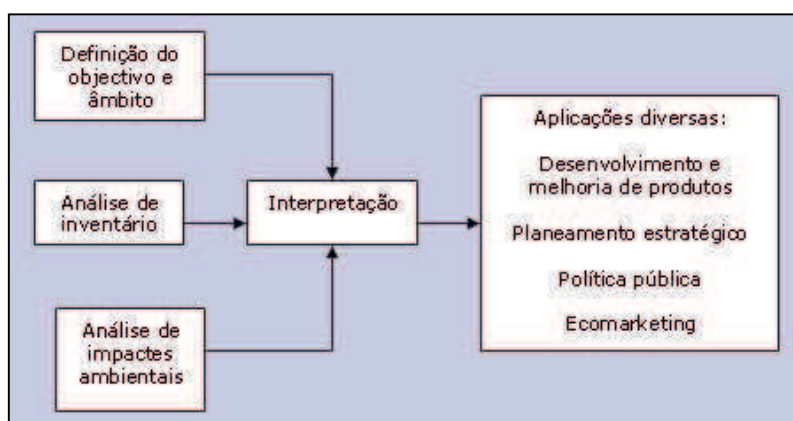 Definição do
objectivo e
âmbito
Análise de
inventário
Análise de
impactes
ambientais
Interpretação
Aplicações diversas:
Desenvolvimento e
melhoria de produtos
Planeamento estratégico
Política pública
Ecomarketing